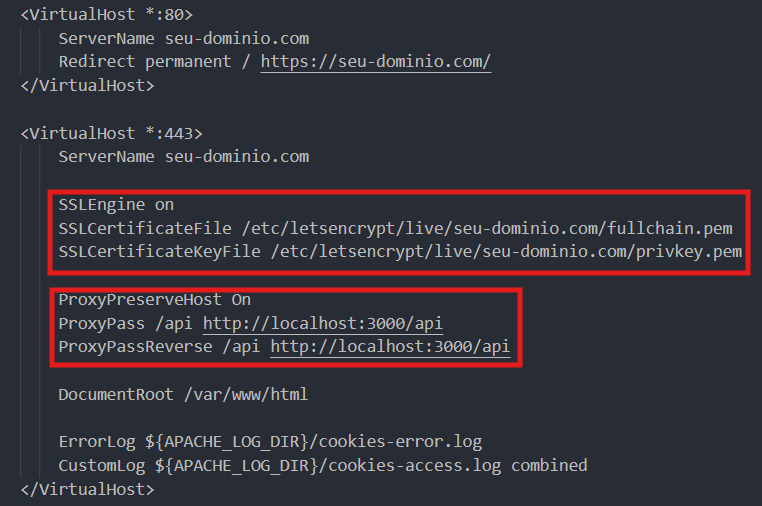 <VirtualHost *:80>
ServerName seu-dominio.com
Redirect permanent / https://seu-dominio.com/
</VirtualHost>
<VirtualHost *:443>
ServerName seu-dominio.com
SSLEngine on
SSLCertificateFile /etc/letsencrypt/live/seu-dominio.com/fullchain.pem
SSLCertificateKeyFile /etc/letsencrypt/live/seu-dominio.com/privkey.pem
ProxyPreserveHost On
ProxyPass /api http://localhost:3000/api
ProxyPassReverse /api http://localhost:3000/api
DocumentRoot /var/www/html
ErrorLog ${APACHE_LOG_DIR}/cookies-error.log
CustomLog ${APACHE_LOG_DIR}/cookies-access.log combined
</VirtualHost>